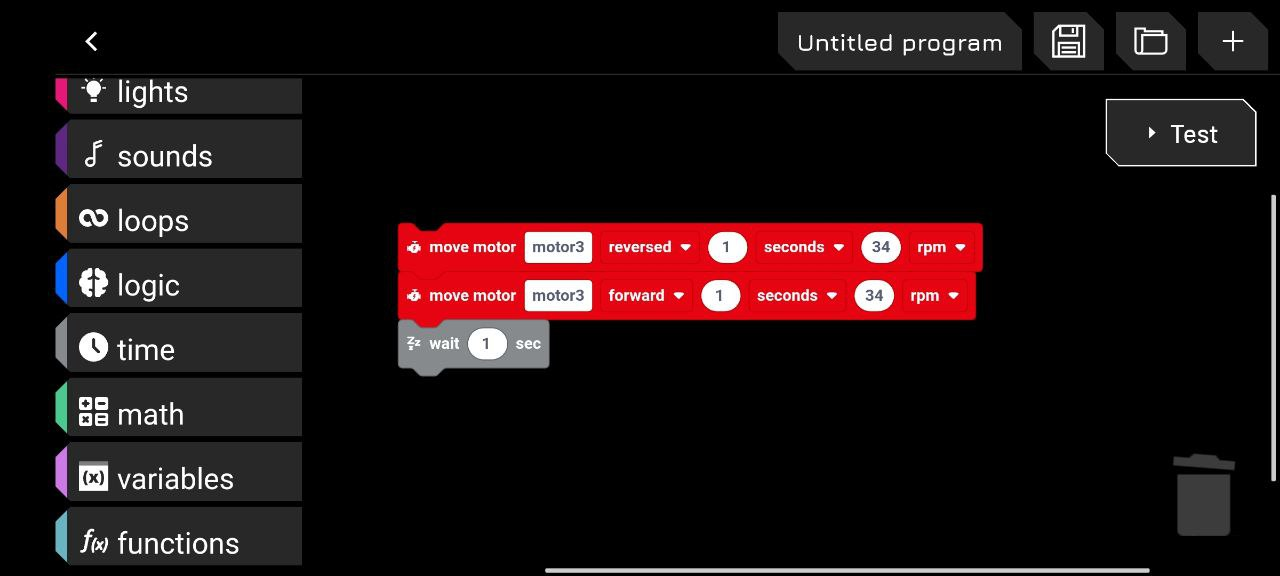 Untitled program
Test
lights
sounds
loops
logic
time
math
(x) variables
f(x) functions
move motor motor3 reversed 1 seconds 34 rpm
move motor motor3 forward 1 seconds 34 rpm
Zzz wait 1 sec